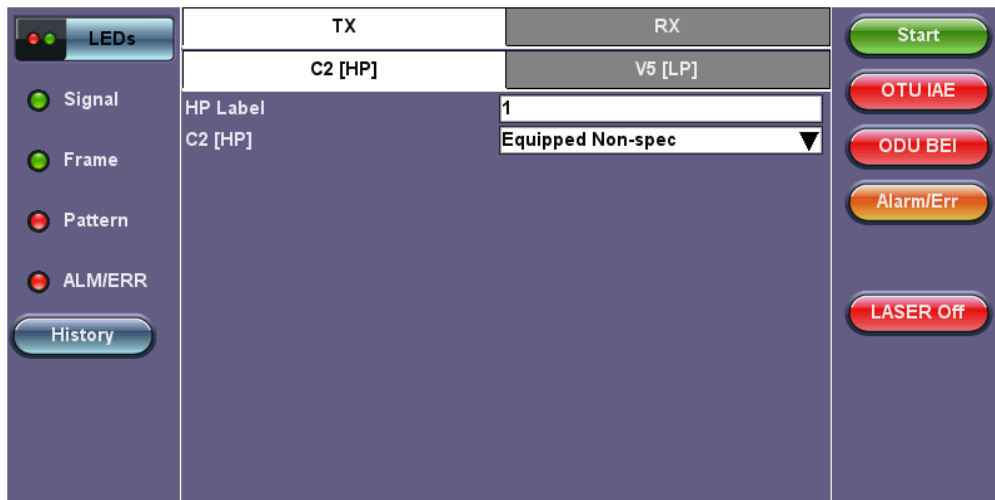 LEDs
Signal
Frame
Pattern
ALM/ERR
History
TX
RX
C2 [HP]
V5 [LP]
HP Label
1
C2 [HP]
Equipped Non-spec
Start
OTU IAE
ODU BEI
Alarm/Err
LASER Off